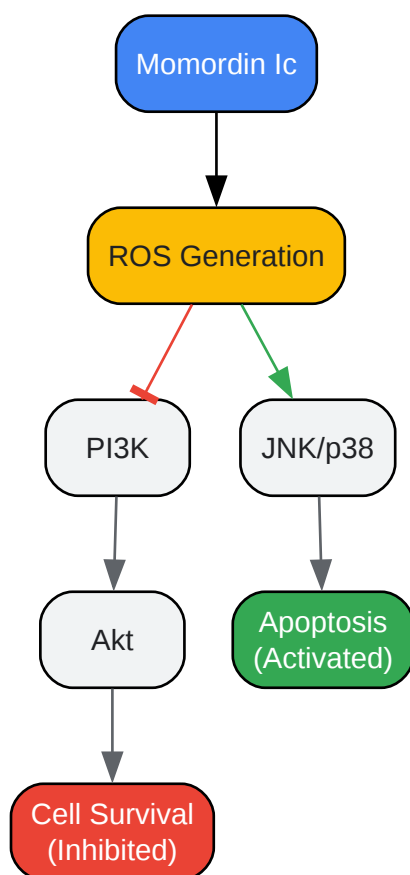 Momordin Ic
ROS Generation
PI3K
JNK/p38
Akt
Apoptosis
(Activated)
Cell Survival
(Inhibited)